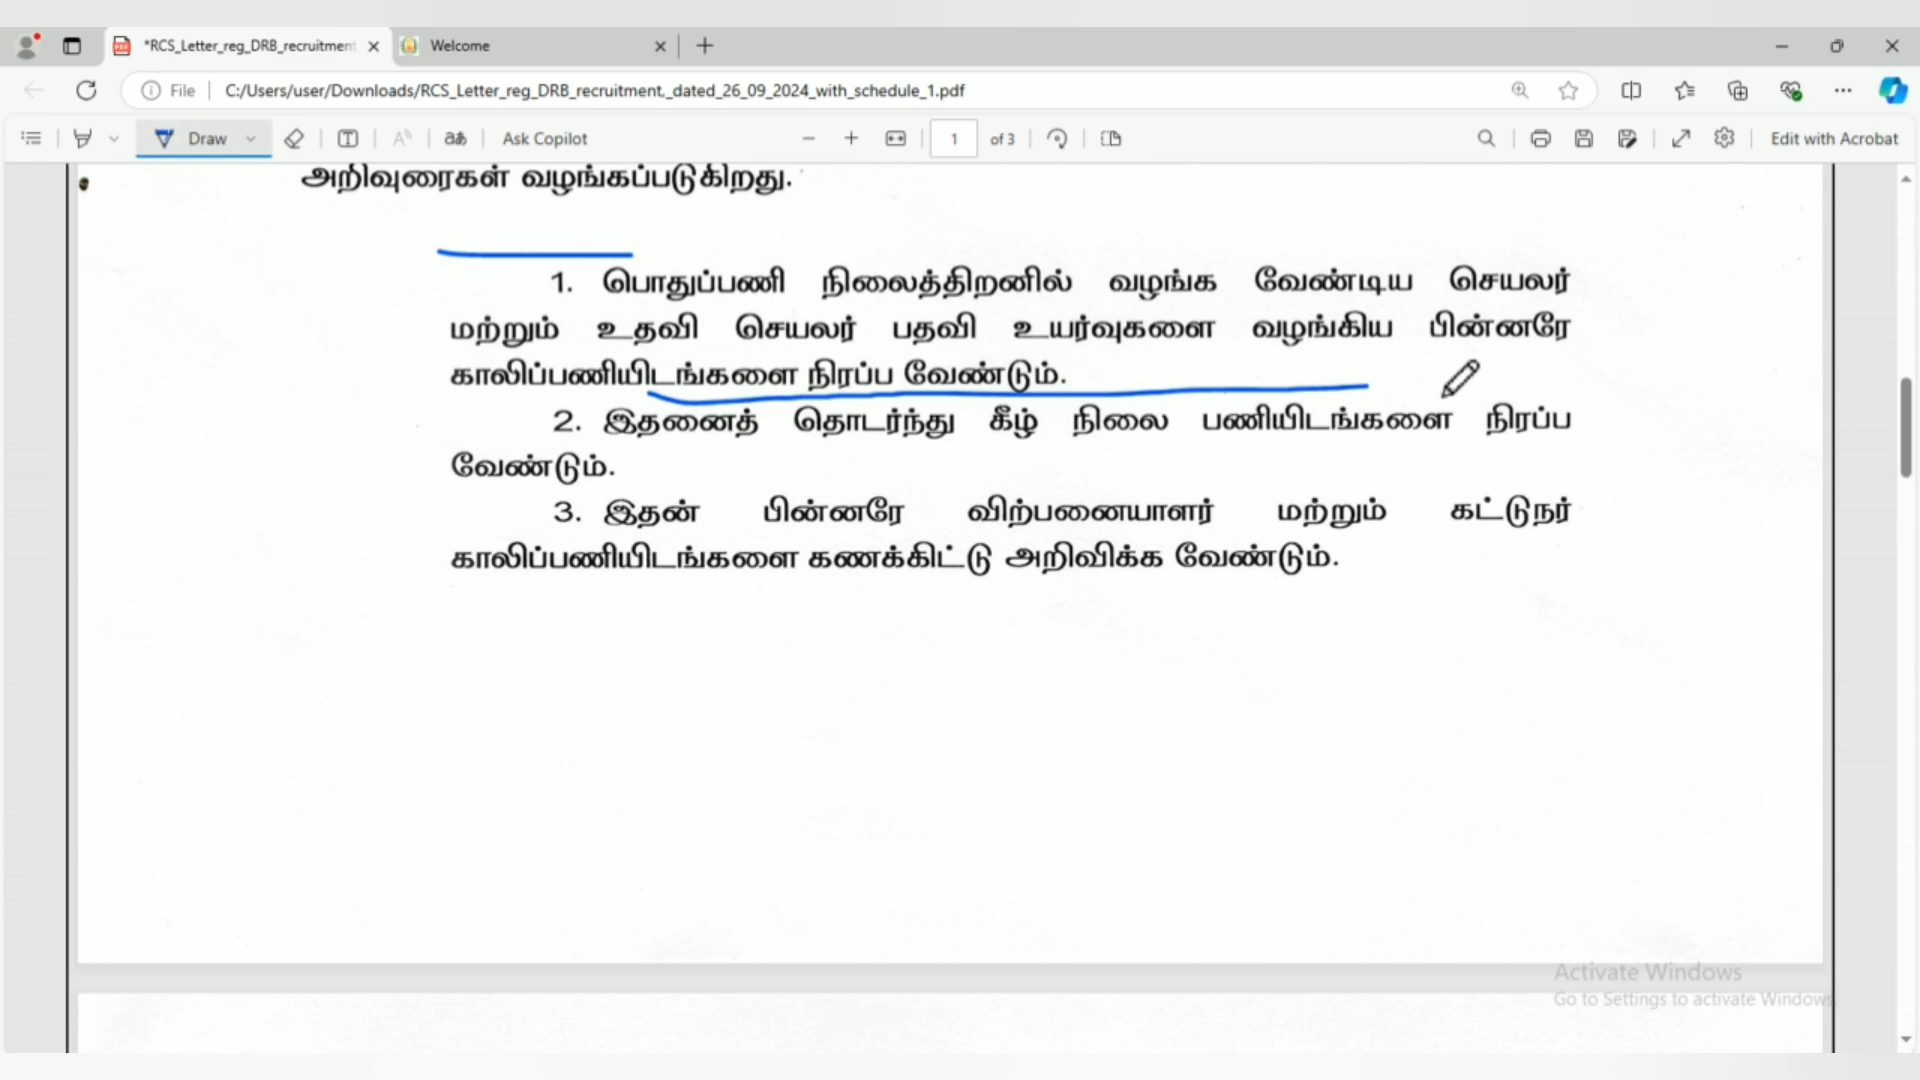 *RCS_Letter_reg_DRB_recruitment
Welcome
File
C:/Users/user/Downloads/RCS_Letter_reg_DRB_recruitment,_dated_26_09_2024_with_schedule_1.pdf
Draw
Ask Copilot
1 of 3
Edit with Acrobat
அறிவுரைகள் வழங்கப்படுகிறது.
1. பொதுப்பணி நிலைத்திறனில் வழங்க வேண்டிய செயலர்
மற்றும் உதவி செயலர் பதவி உயர்வுகளை வழங்கிய பின்னரே
காலிப்பணியிடங்களை நிரப்ப வேண்டும்.
2. இதனைத் தொடர்ந்து கீழ் நிலை பணியிடங்களை நிரப்ப
வேண்டும்.
3. இதன் பின்னரே விற்பனையாளர் மற்றும் கட்டுநர்
காலிப்பணியிடங்களை கணக்கிட்டு அறிவிக்க வேண்டும்.
Activate Windows
Go to Settings to activate Windows